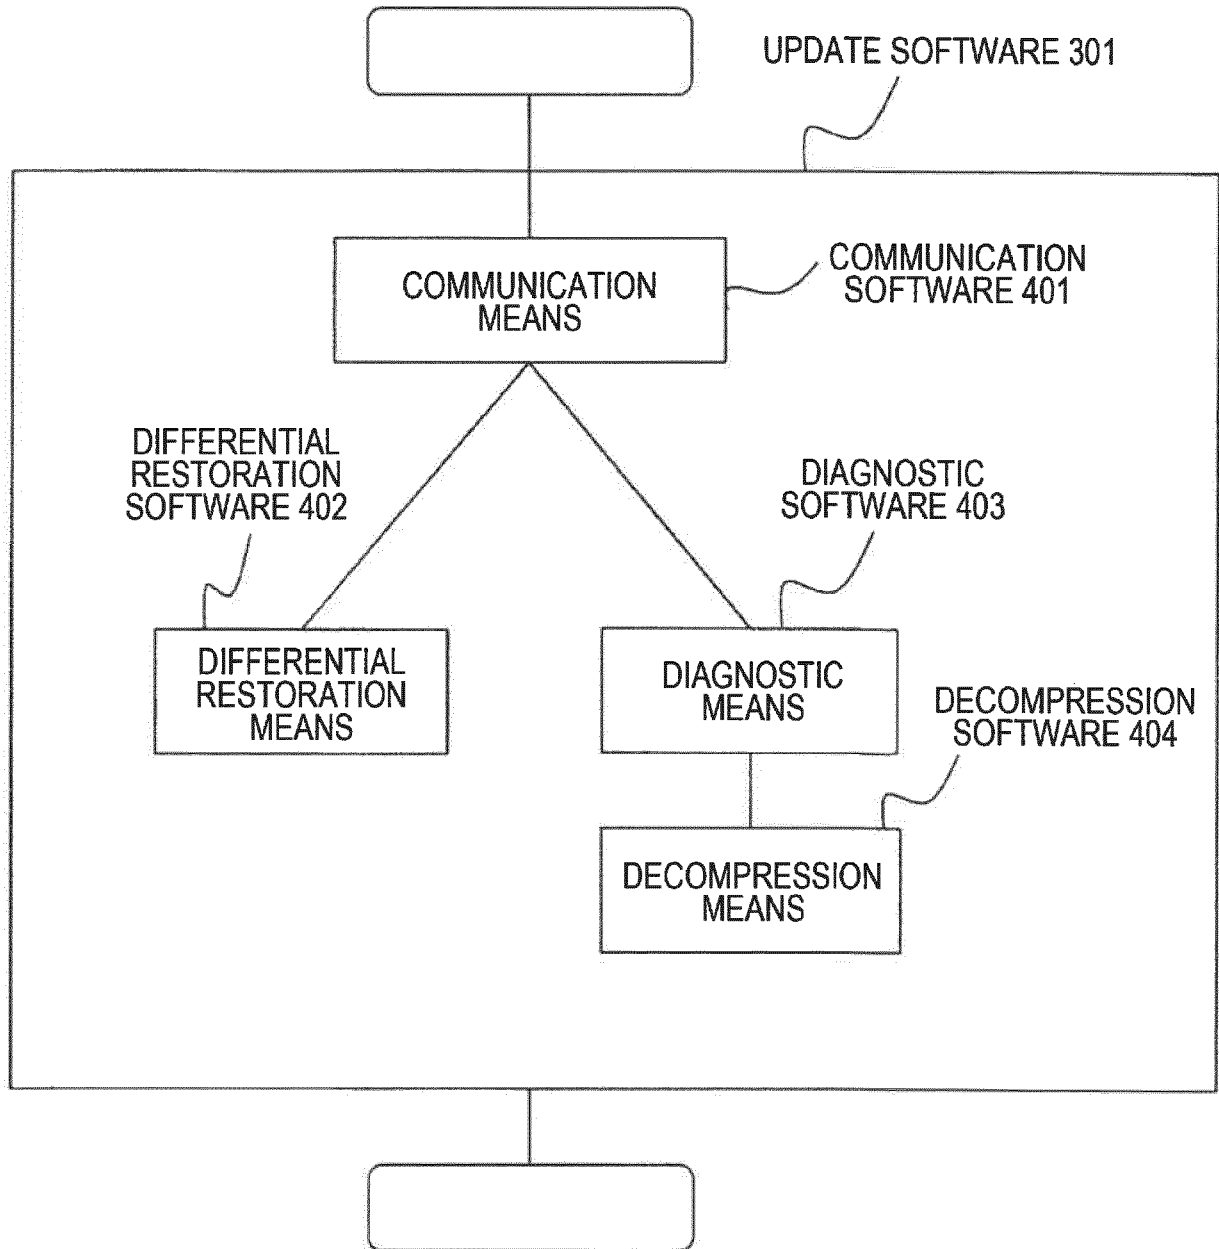 UPDATE SOFTWARE 301
COMMUNICATION
MEANS
COMMUNICATION
SOFTWARE 401
DIFFERENTIAL
RESTORATION
SOFTWARE 402
DIAGNOSTIC
SOFTWARE 403
DIFFERENTIAL
RESTORATION
MEANS
DIAGNOSTIC
MEANS
DECOMPRESSION
SOFTWARE 404
DECOMPRESSION
MEANS